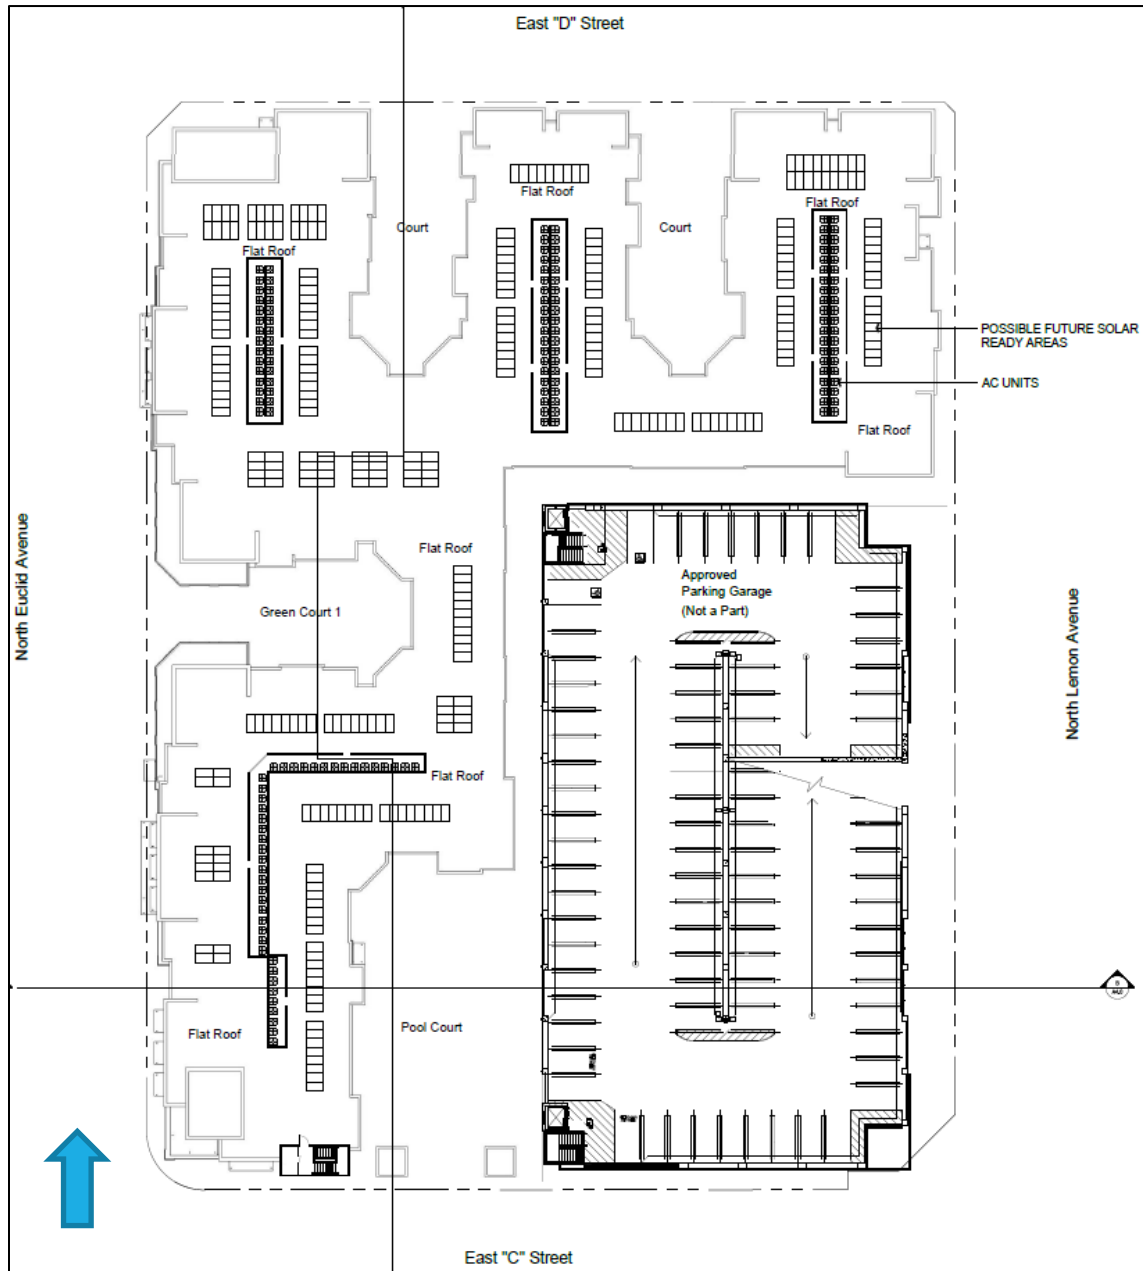 East "D" Street
Flat Roof
Flat Roof
Court
Court
Flat Roof
POSSIBLE FUTURE SOLAR
READY AREAS
AC UNITS
Flat Roof
North Euclid Avenue
Flat Roof
Approved
Parking Garage
(Not a Part)
Green Court 1
North Lemon Avenue
Flat Roof
Flat Roof
Pool Court
East "C" Street